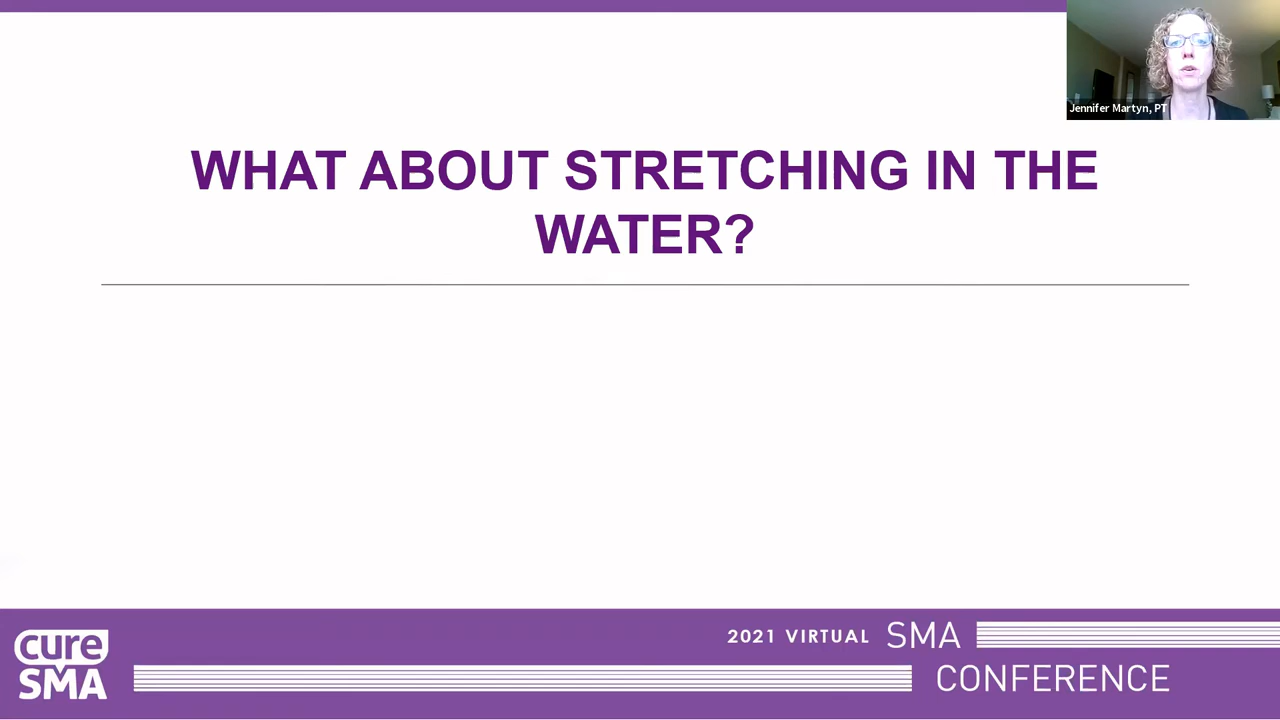 Jennifer Martyn, PT
WHAT ABOUT STRETCHING IN THE
WATER?
2021 VIRTUAL SMA
CONFERENCE
cure
SMA